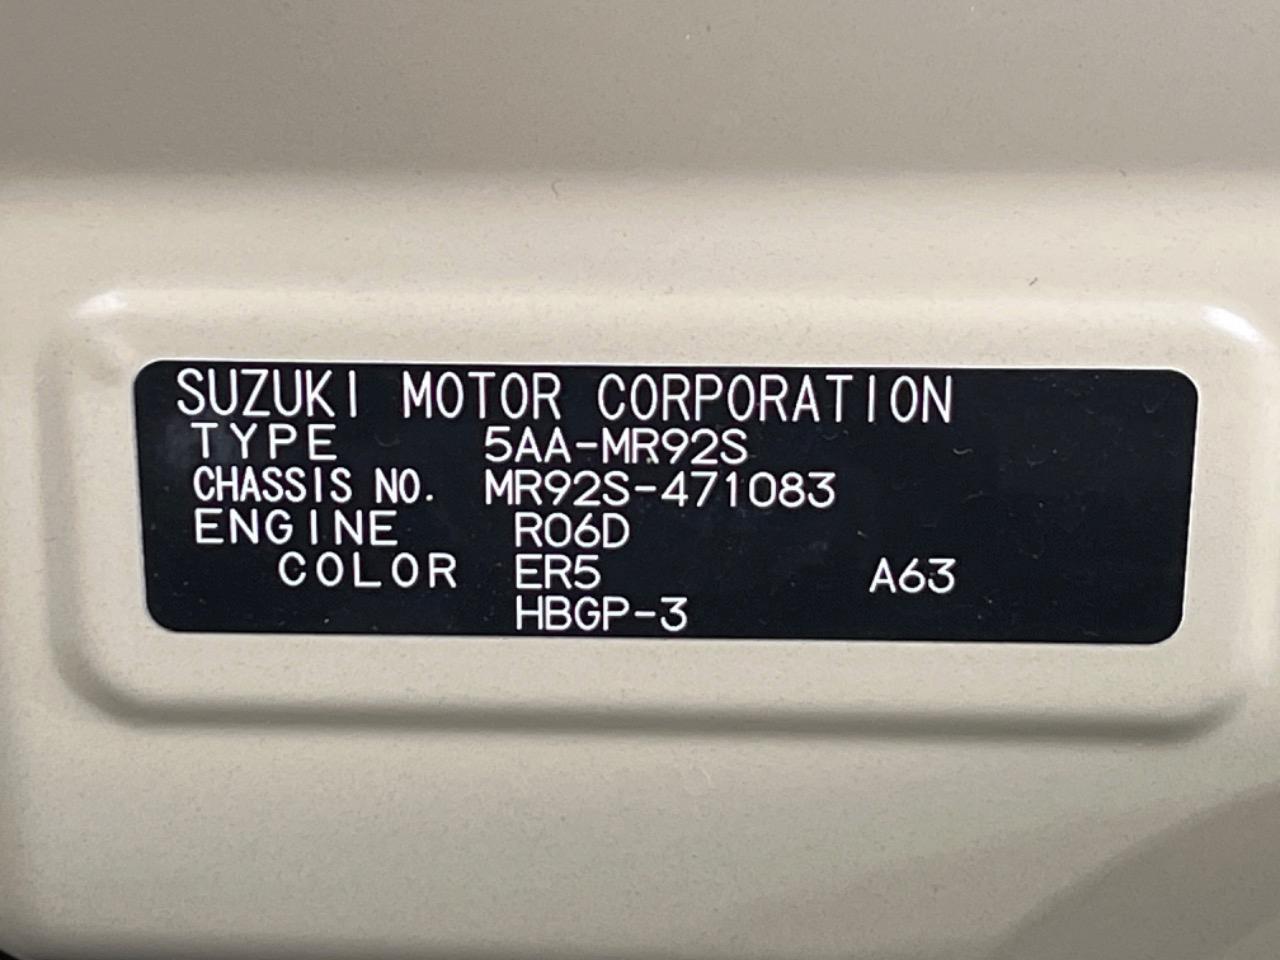 SUZUKI MOTOR CORPORATION
TYPE 5AA-MR92S
CHASSIS NO. MR92S-471083
ENGINE R06D
COLOR ER5 A63
HBGP-3